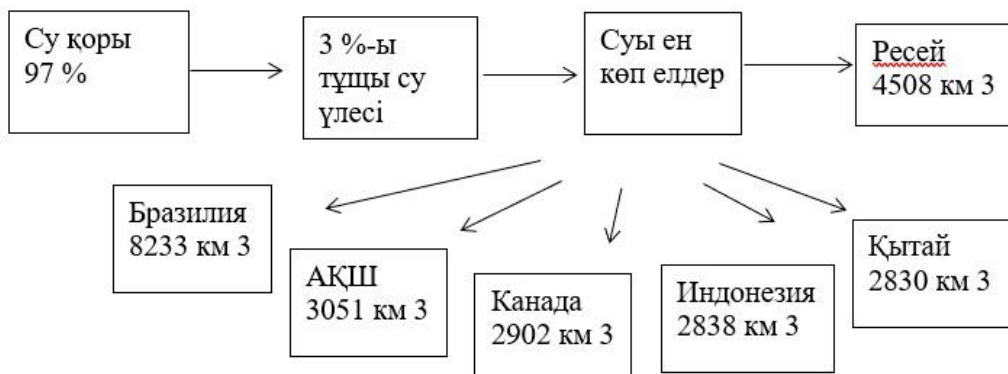 Су қоры
97 %
3 %-ы
тұщы су
үлесі
Суы ен
көп елдер
Ресей
4508 км 3
Бразилия
8233 км 3
АҚШ
3051 км 3
Канада
2902 км 3
Индонезия
2838 км 3
Қытай
2830 км 3